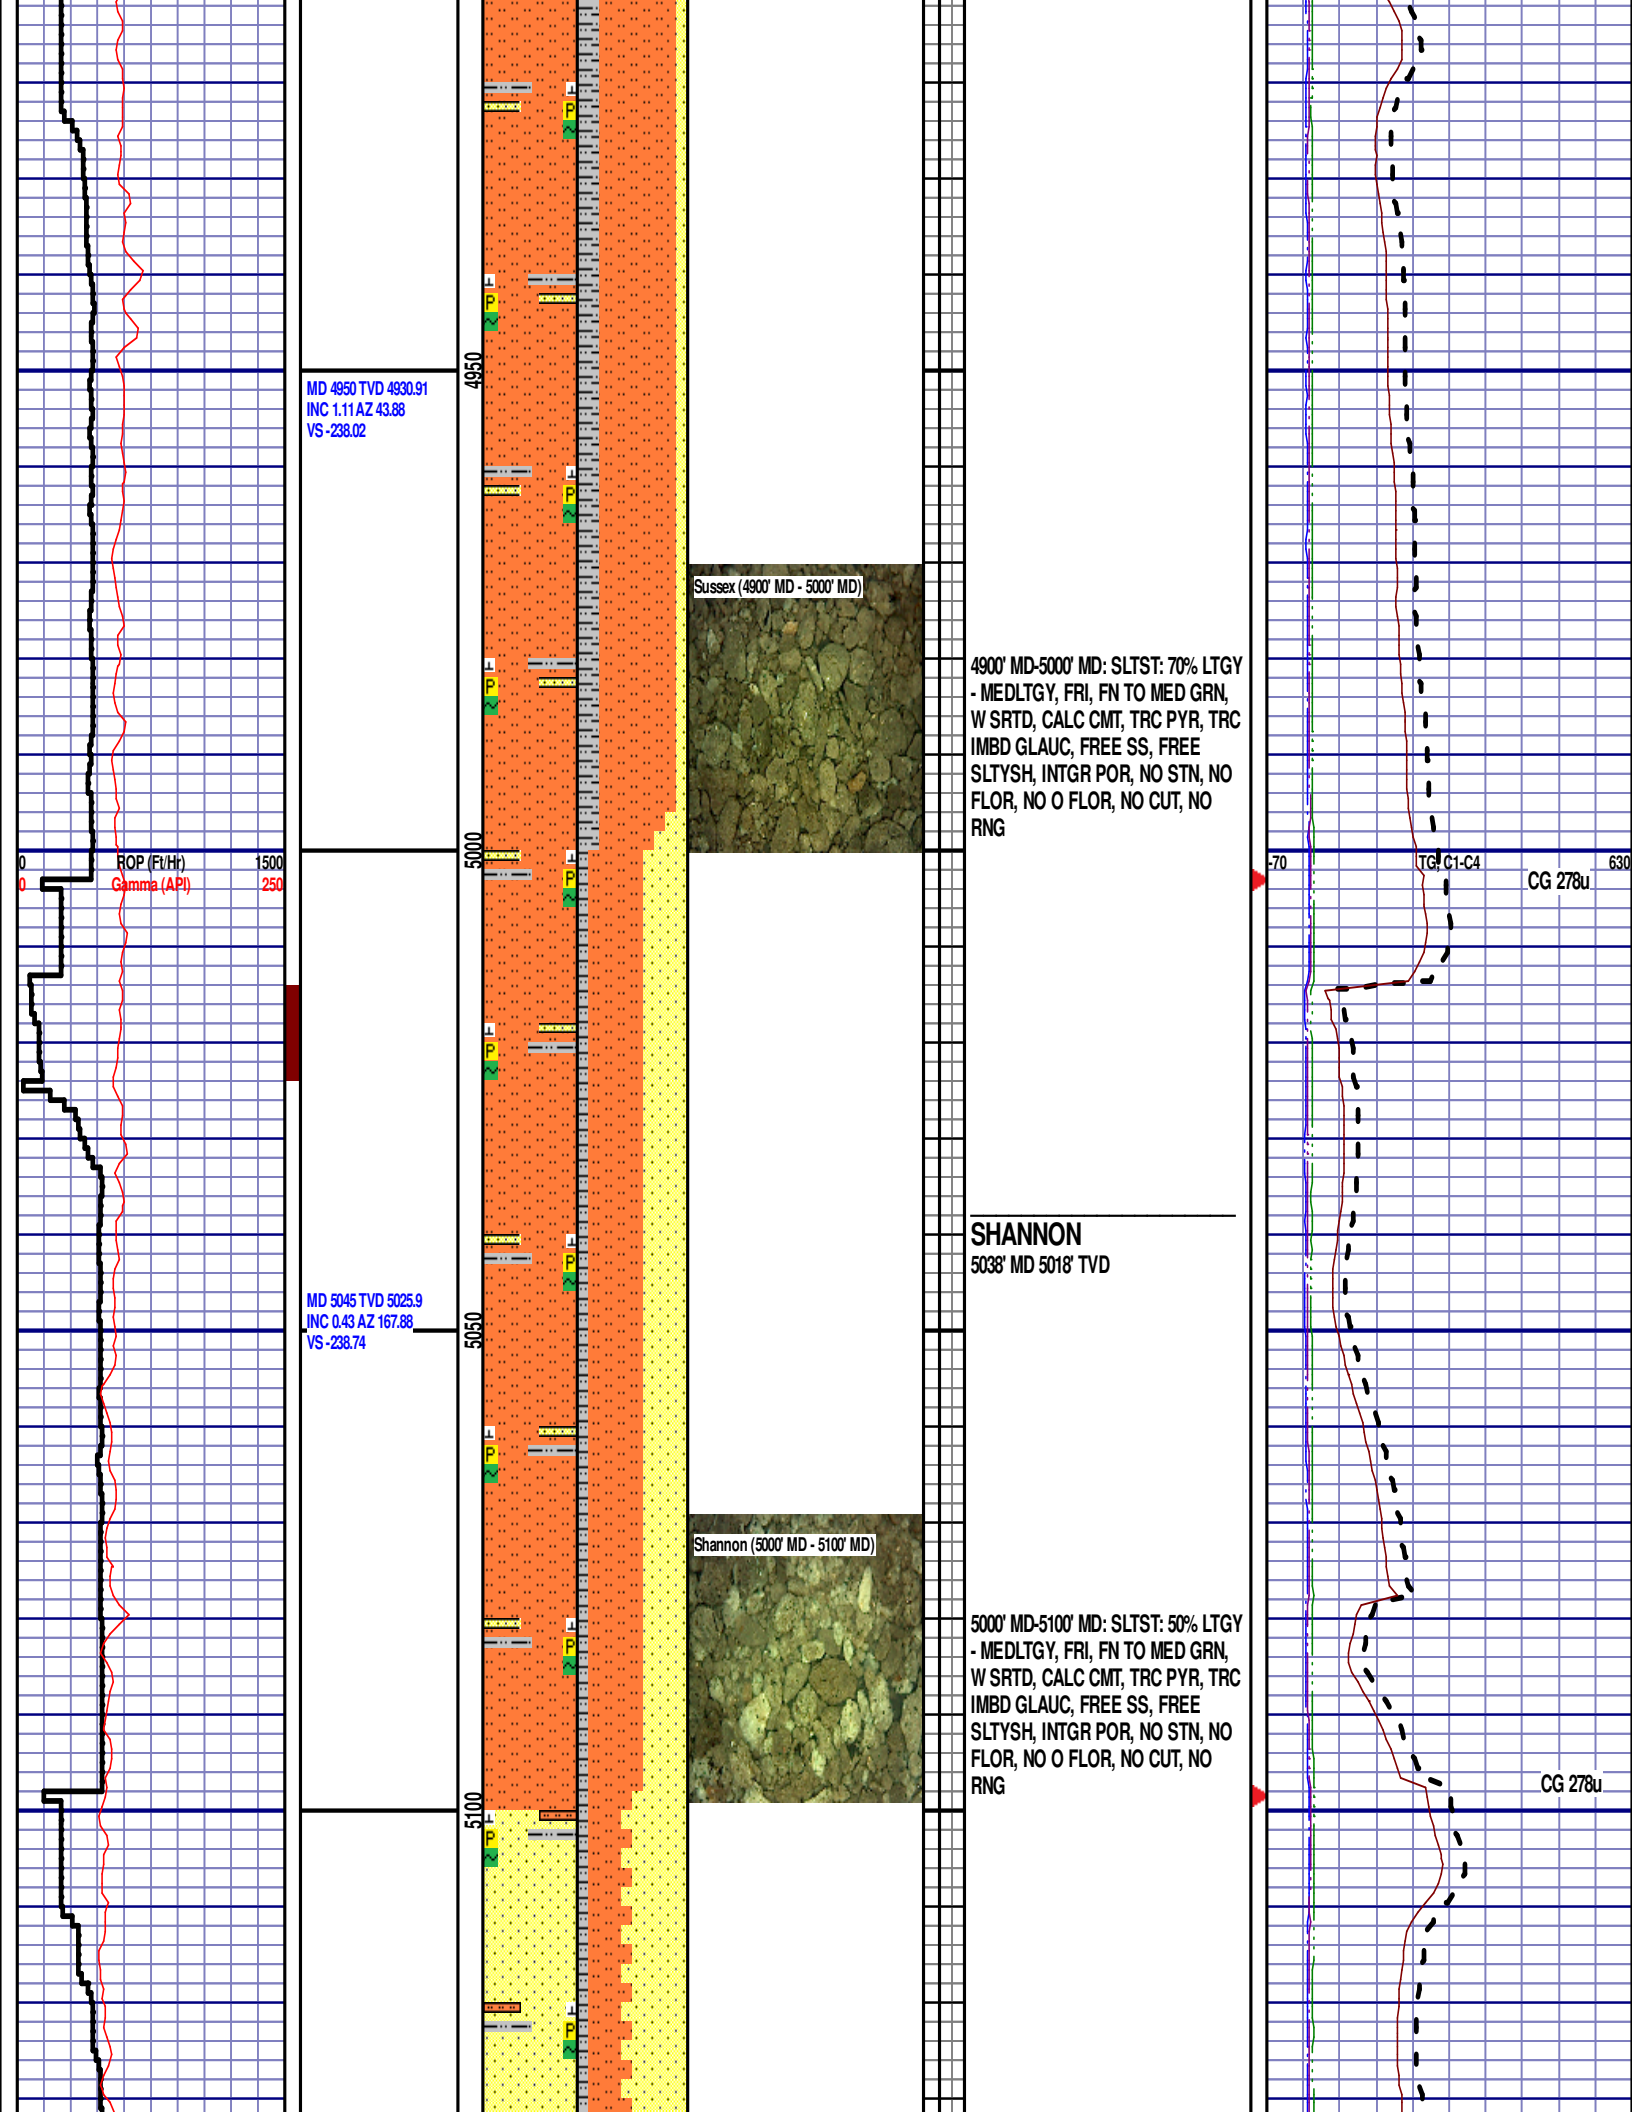 4950
MD 4950 TVD 4930.91
INC 1.11 AZ 43.88
VS -238.02
Sussex (4900' MD - 5000' MD)
4900' MD-5000' MD: SLTST: 70% LTGY
- MEDLTGY, FRI, FN TO MED GRN,
W SRTD, CALC CMT, TRC PYR, TRC
IMBD GLAUC, FREE SS, FREE
SLTYSH, INTGR POR, NO STN, NO
FLOR, NO O FLOR, NO CUT, NO
RNG
5000
0 ROP (Ft/Hr) 1500
0 Gamma (API) 250
-70 TG, C1-C4 630
CG 278u
SHANNON
5038' MD 5018' TVD
MD 5045 TVD 5025.9
INC 0.43 AZ 167.88
VS -238.74
5050
Shannon (5000' MD - 5100' MD)
5000' MD-5100' MD: SLTST: 50% LTGY
- MEDLTGY, FRI, FN TO MED GRN,
W SRTD, CALC CMT, TRC PYR, TRC
IMBD GLAUC, FREE SS, FREE
SLTYSH, INTGR POR, NO STN, NO
FLOR, NO O FLOR, NO CUT, NO
RNG
CG 278u
5100
P
P
P
P
P
P
P
P
P
P
P